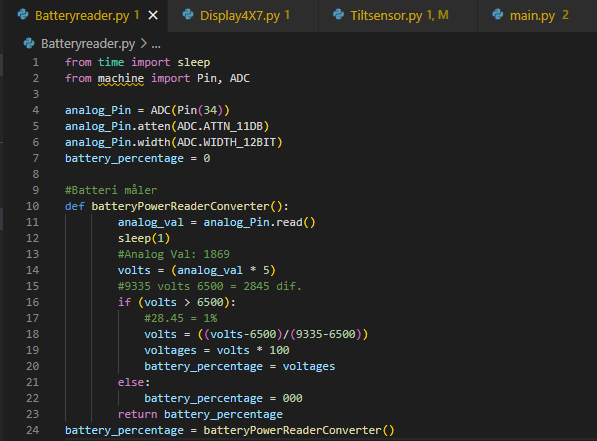 Batteryreader.py 1 × Display4X7.py 1 Tiltsensor.py 1, M main.py 2
Batteryreader.py > ...
1 from time import sleep
2 from machine import Pin, ADC
3
4 analog_Pin = ADC(Pin(34))
5 analog_Pin.atten(ADC.ATTN_11DB)
6 analog_Pin.width(ADC.WIDTH_12BIT)
7 battery_percentage = 0
8
9 #Batteri måler
10 def batteryPowerReaderConverter():
11 analog_val = analog_Pin.read()
12 sleep(1)
13 #Analog Val: 1869
14 volts = (analog_val * 5)
15 #9335 volts 6500 = 2845 dif.
16 if (volts > 6500):
17 #28.45 = 1%
18 volts = ((volts-6500)/(9335-6500))
19 voltages = volts * 100
20 battery_percentage = voltages
21 else:
22 battery_percentage = 000
23 return battery_percentage
24 battery_percentage = batteryPowerReaderConverter()